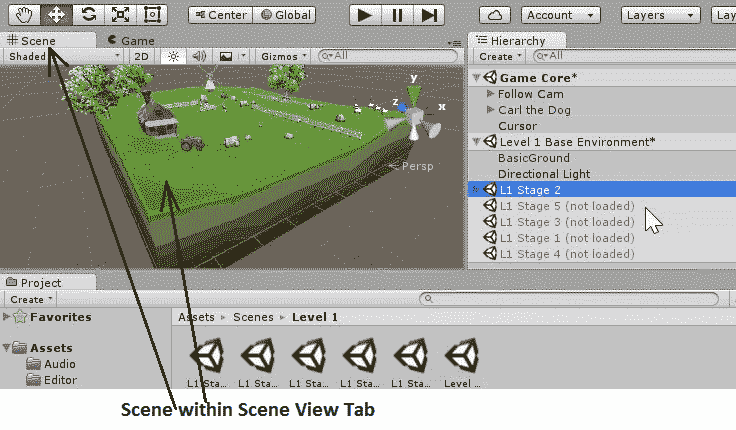 Center Global Account Layers Lay
Scene Game Hierarchy
Shaded 2D Gizmos All Create All
Game Core*
Follow Cam
Carl the Dog
Cursor
Level 1 Base Environment*
BasicGround
Directional Light
L1 Stage 2
L1 Stage 5 (not loaded)
L1 Stage 3 (not loaded)
L1 Stage 1 (not loaded)
L1 Stage 4 (not loaded)
y
z x
Persp
Project
Create
Favorites
Assets
Audio
Editor
Assets Scenes Level 1
L1 Sta... L1 Sta... L1 Sta... L1 Sta... L1 Sta... Level ...
Scene within Scene View Tab